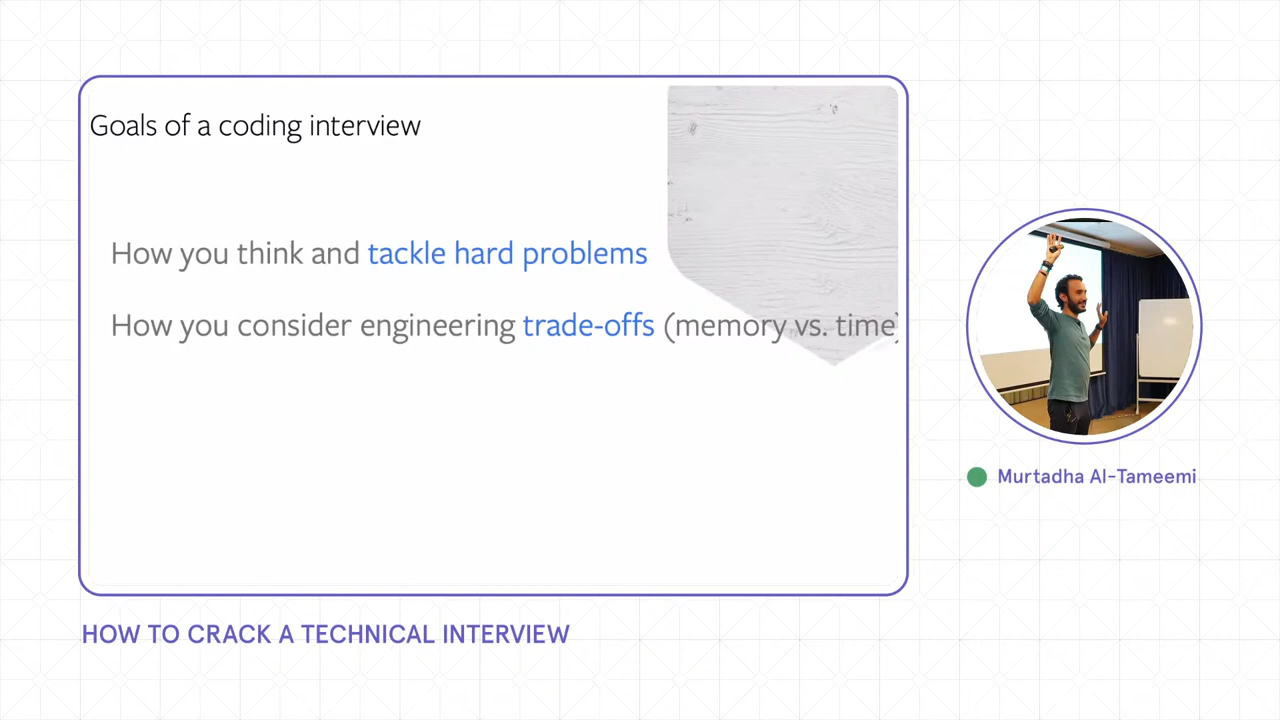 Goals of a coding interview
How you think and tackle hard problems
How you consider engineering trade-offs (memory vs. time)
Murtadha Al-Tameemi
HOW TO CRACK A TECHNICAL INTERVIEW